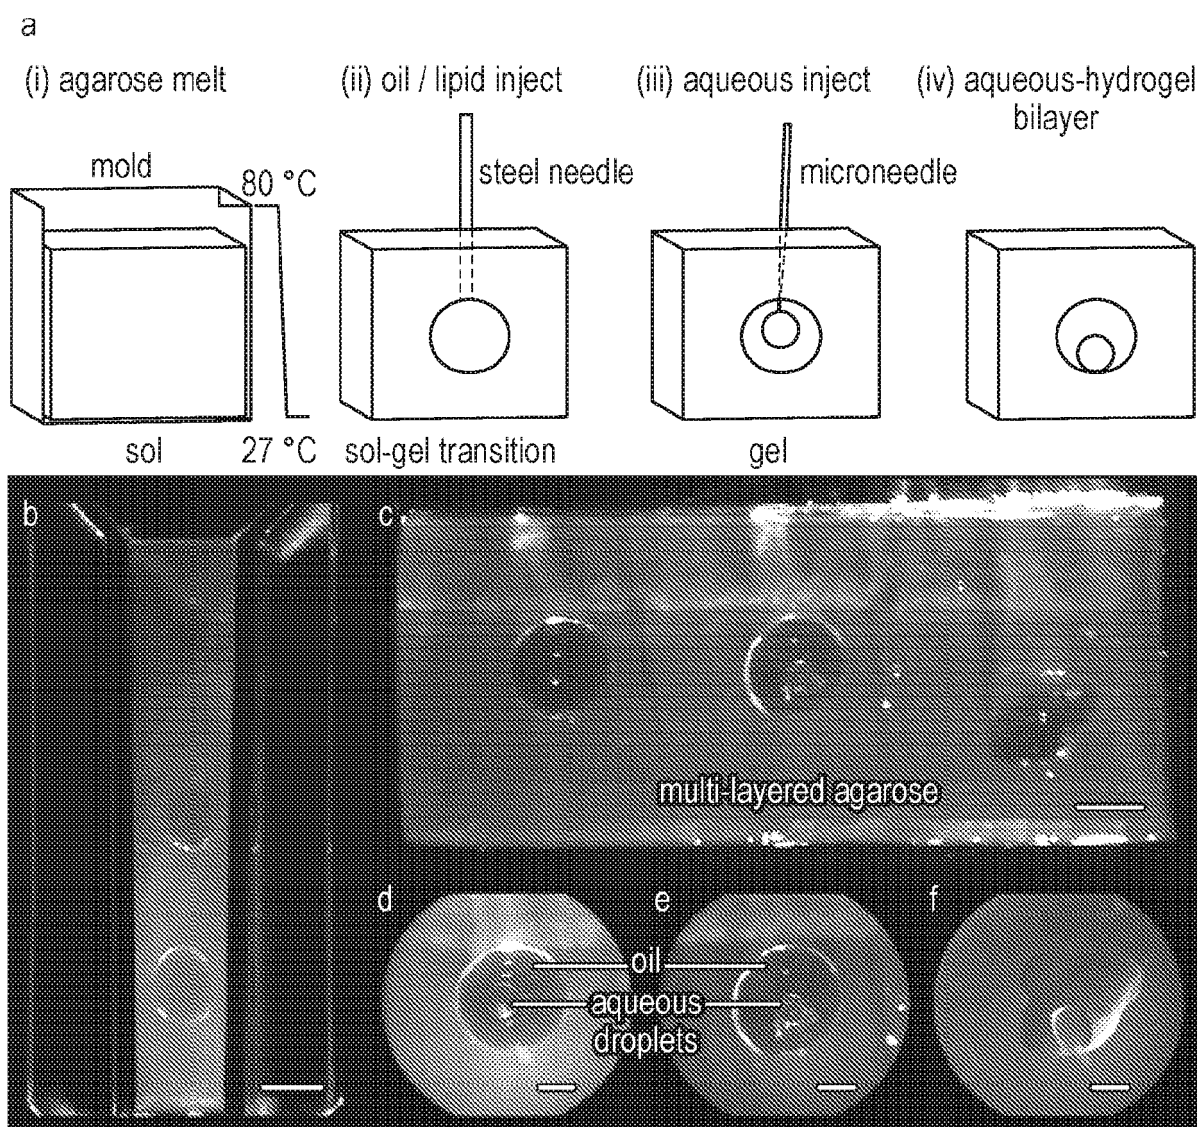 a
(i) agarose melt
(ii) oil / lipid inject
(iii) aqueous inject
(iv) aqueous-hydrogel
bilayer
mold
80 °C
steel needle
microneedle
sol
27 °C
sol-gel transition
gel
b
c
multi-layered agarose
d
e
f
oil
aqueous
droplets